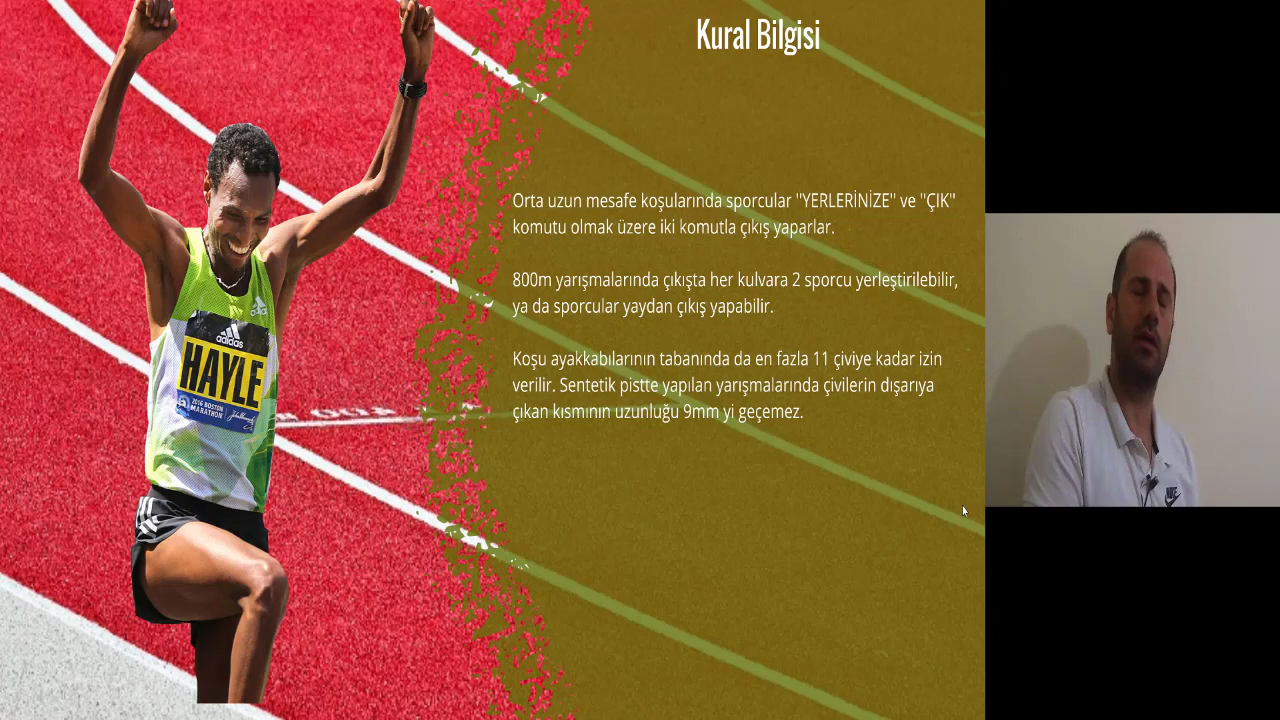 Kural Bilgisi
Orta uzun mesafe koşularında sporcular "YERLERİNİZE" ve "ÇIK"
komutu olmak üzere iki komutla çıkış yaparlar.
800m yarışmalarında çıkışta her kulvara 2 sporcu yerleştirilebilir,
ya da sporcular yaydan çıkış yapabilir.
Koşu ayakkabılarının tabanında da en fazla 11 çiviye kadar izin
verilir. Sentetik pistte yapılan yarışmalarında çivilerin dışarıya
çıkan kısmının uzunluğu 9mm yi geçemez.
adidas
HAYLE
2016 BOSTON
MARATHON